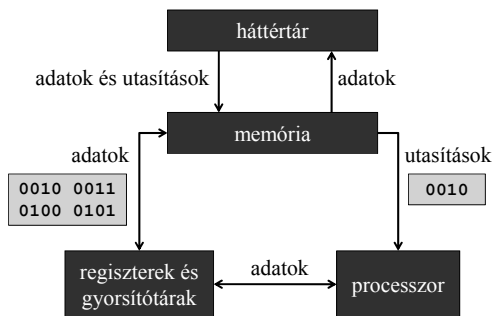 háttértár
adatok és utasítások
adatok
memória
adatok
utasítások
0010 0011
0100 0101
0010
regiszterek és
gyorsítótárak
adatok
processzor